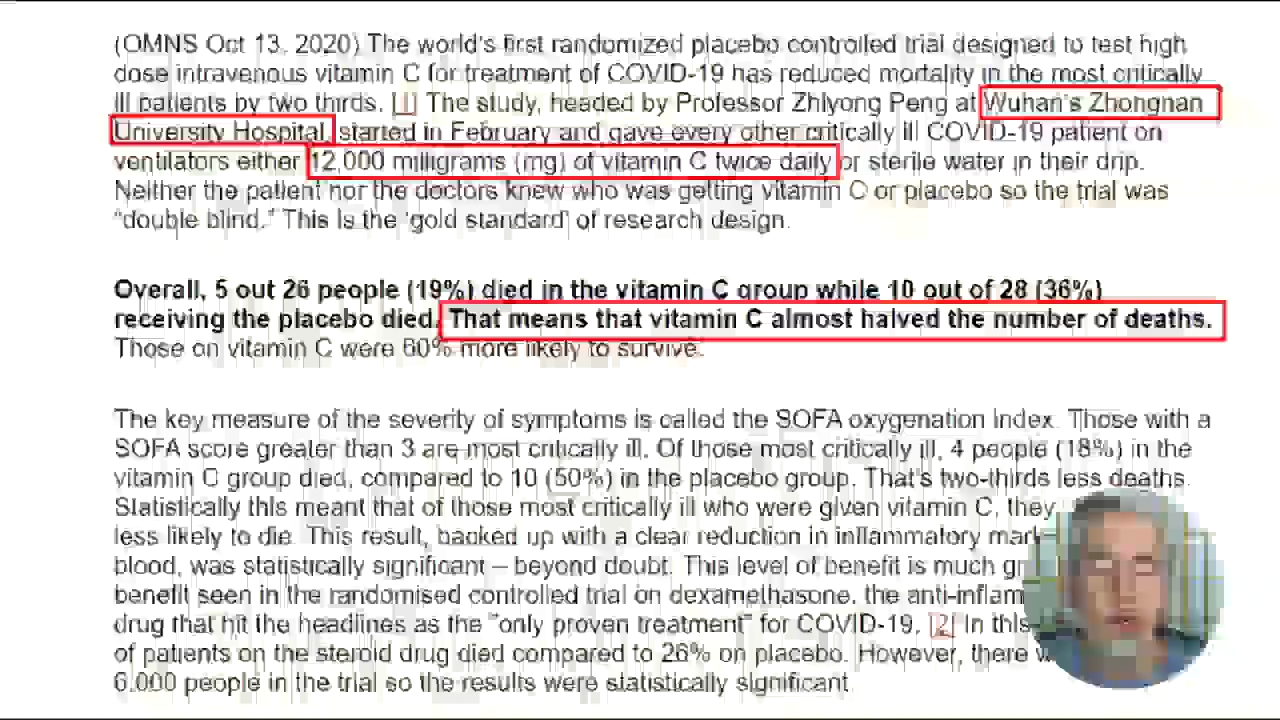 (OMNS Oct 13, 2020) The world's first randomized placebo controlled trial designed to test high
dose intravenous vitamin C for treatment of COVID-19 has reduced mortality in the most critically
ill patients by two thirds. [1] The study, headed by Professor Zhiyong Peng at Wuhan's Zhongnan
University Hospital, started in February and gave every other critically ill COVID-19 patient on
ventilators either 12,000 milligrams (mg) of vitamin C twice daily or sterile water in their drip.
Neither the patient nor the doctors knew who was getting vitamin C or placebo so the trial was
"double blind." This is the 'gold standard' of research design.
Overall, 5 out 26 people (19%) died in the vitamin C group while 10 out of 28 (36%)
receiving the placebo died. That means that vitamin C almost halved the number of deaths.
Those on vitamin C were 60% more likely to survive.
The key measure of the severity of symptoms is called the SOFA oxygenation index. Those with a
SOFA score greater than 3 are most critically ill. Of those most critically ill, 4 people (18%) in the
vitamin C group died, compared to 10 (50%) in the placebo group. That's two-thirds less deaths.
Statistically this meant that of those most critically ill who were given vitamin C, they
less likely to die. This result, backed up with a clear reduction in inflammatory mark
blood, was statistically significant – beyond doubt. This level of benefit is much gr
benefit seen in the randomised controlled trial on dexamethasone, the anti-inflam
drug that hit the headlines as the "only proven treatment" for COVID-19. [2] In this
of patients on the steroid drug died compared to 26% on placebo. However, there w
6,000 people in the trial so the results were statistically significant.